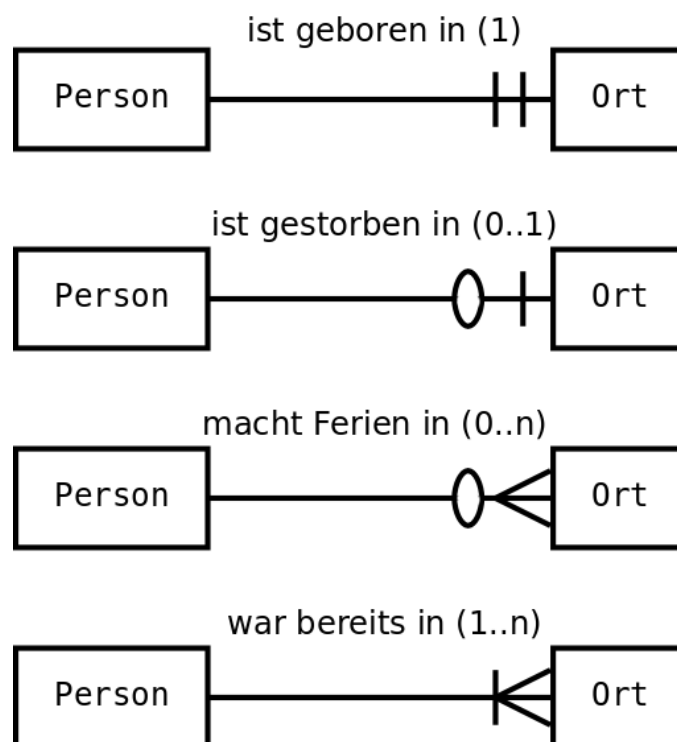 ist geboren in (1)
Person
Ort
ist gestorben in (0..1)
Person
Ort
macht Ferien in (0..n)
Person
Ort
war bereits in (1..n)
Person
Ort